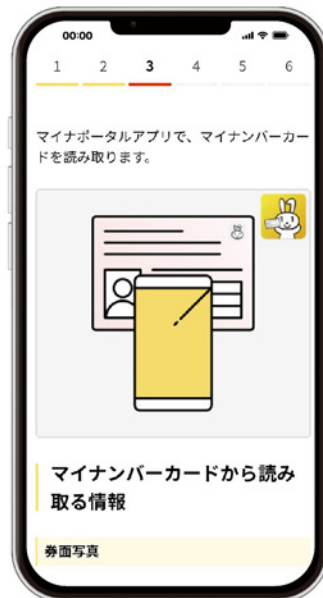 00:00
1 2 3 4 5 6
マイナポータルアプリで、マイナンバーカー
ドを読み取ります。
マイナンバーカードから読み
取る情報
券面写真